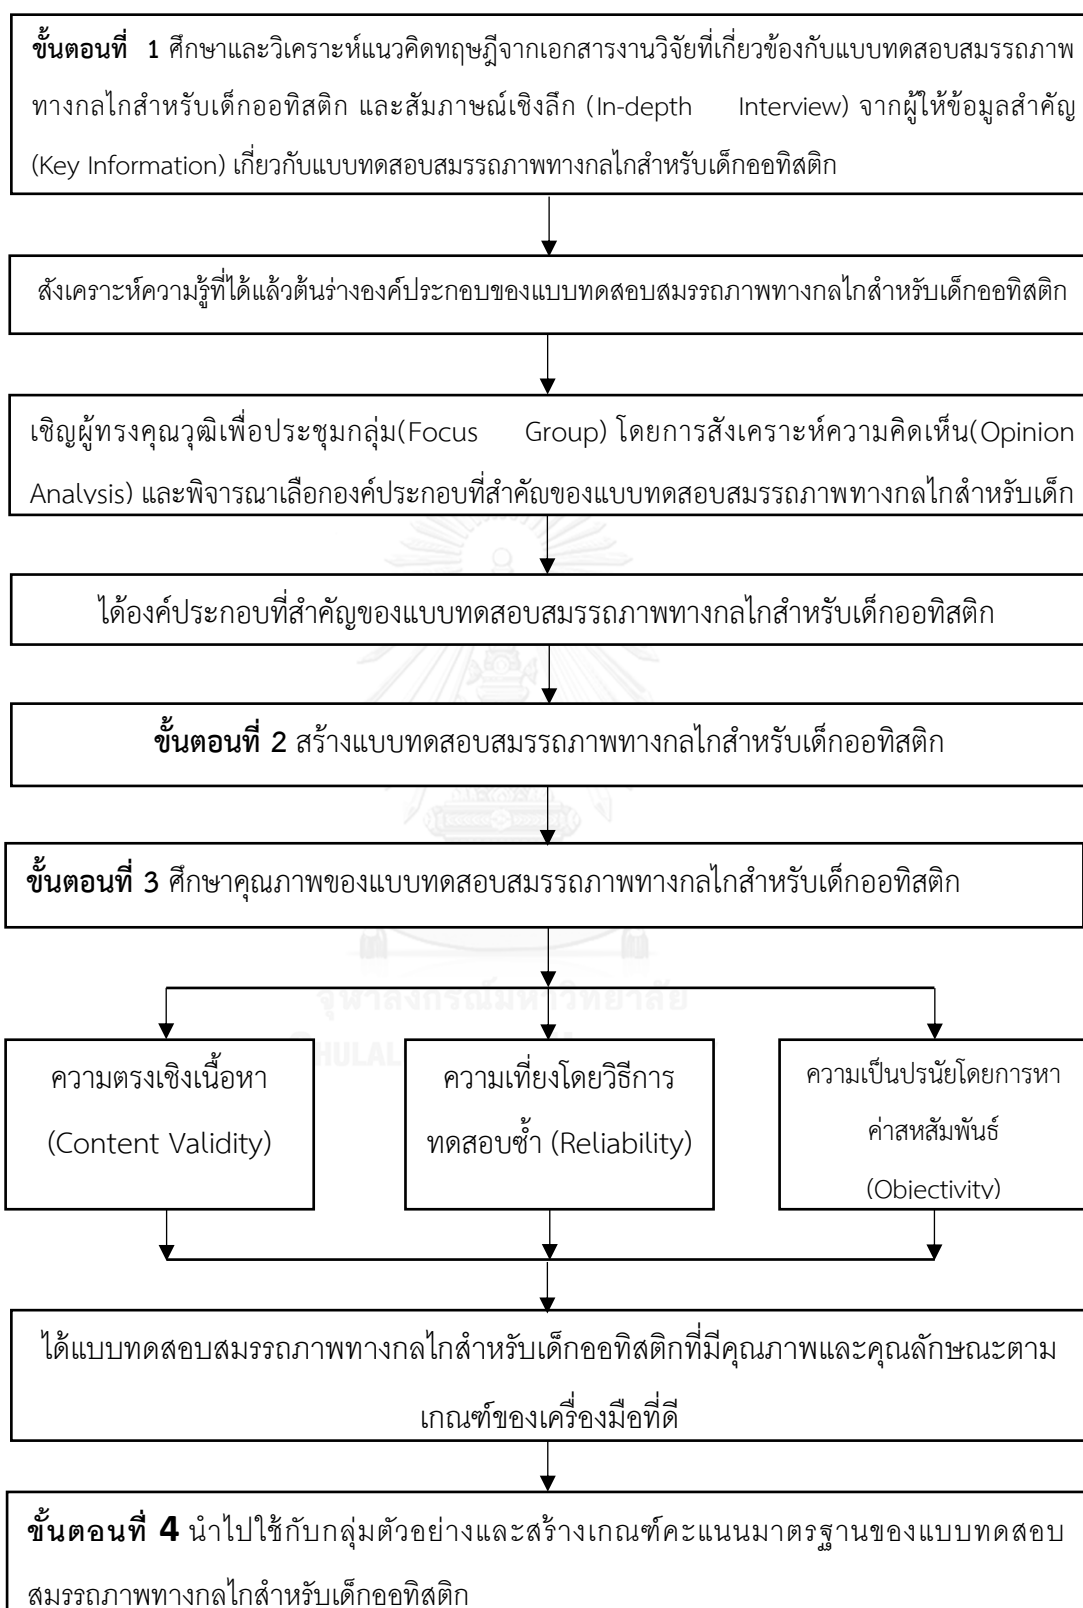 ขั้นตอนที่ 1 ศึกษาและวิเคราะห์แนวคิดทฤษฎีจากเอกสารงานวิจัยที่เกี่ยวข้องกับแบบทดสอบสมรรถภาพ
ทางกลไกสำหรับเด็กออทิสติก และสัมภาษณ์เชิงลึก (In-depth Interview) จากผู้ให้ข้อมูลสำคัญ
(Key Information) เกี่ยวกับแบบทดสอบสมรรถภาพทางกลไกสำหรับเด็กออทิสติก
สังเคราะห์ความรู้ที่ได้แล้วต้นร่างองค์ประกอบของแบบทดสอบสมรรถภาพทางกลไกสำหรับเด็กออทิสติก
เชิญผู้ทรงคุณวุฒิเพื่อประชุมกลุ่ม(Focus Group) โดยการสังเคราะห์ความคิดเห็น(Opinion
Analysis) และพิจารณาเลือกองค์ประกอบที่สำคัญของแบบทดสอบสมรรถภาพทางกลไกสำหรับเด็ก
ได้องค์ประกอบที่สำคัญของแบบทดสอบสมรรถภาพทางกลไกสำหรับเด็กออทิสติก
ขั้นตอนที่ 2 สร้างแบบทดสอบสมรรถภาพทางกลไกสำหรับเด็กออทิสติก
ขั้นตอนที่ 3 ศึกษาคุณภาพของแบบทดสอบสมรรถภาพทางกลไกสำหรับเด็กออทิสติก
จุฬาลงกรณ์มหาวิทยาลัย
ความตรงเชิงเนื้อหา
(Content Validity)
ความเที่ยงโดยวิธีการ
ทดสอบซ้ำ (Reliability)
ความเป็นปรนัยโดยการหา
ค่าสหสัมพันธ์
(Objectivity)
ได้แบบทดสอบสมรรถภาพทางกลไกสำหรับเด็กออทิสติกที่มีคุณภาพและคุณลักษณะตาม
เกณฑ์ของเครื่องมือที่ดี
ขั้นตอนที่ 4 นำไปใช้กับกลุ่มตัวอย่างและสร้างเกณฑ์คะแนนมาตรฐานของแบบทดสอบ
สมรรถภาพทางกลไกสำหรับเด็กออทิสติก